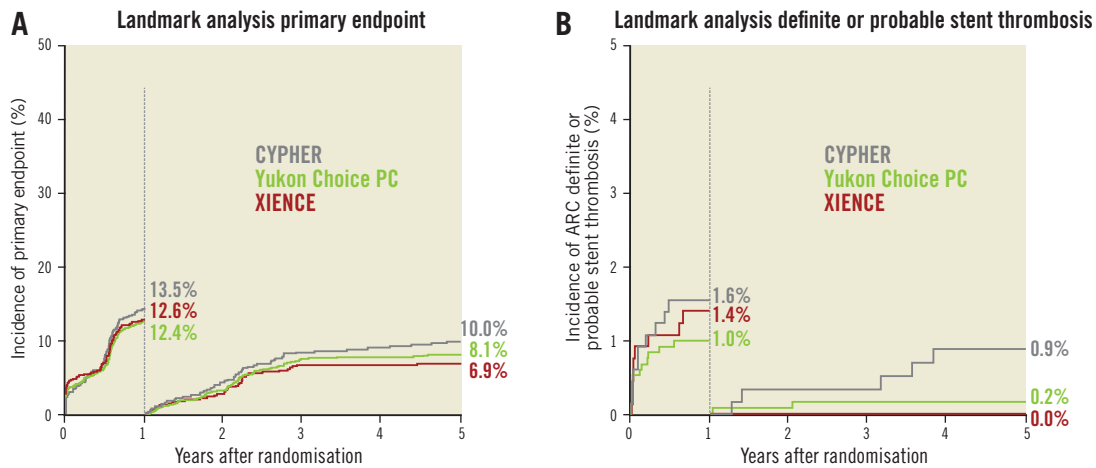 A
Landmark analysis primary endpoint
Incidence of primary endpoint (%)
50
40
30
20
10
0
CYPHER
Yukon Choice PC
XIENCE
13.5%
12.6%
12.4%
10.0%
8.1%
6.9%
0 1 2 3 4 5
Years after randomisation
B
Landmark analysis definite or probable stent thrombosis
Incidence of ARC definite or
probable stent thrombosis (%)
5
4
3
2
1
0
CYPHER
Yukon Choice PC
XIENCE
1.6%
1.4%
1.0%
0.9%
0.2%
0.0%
0 1 2 3 4 5
Years after randomisation